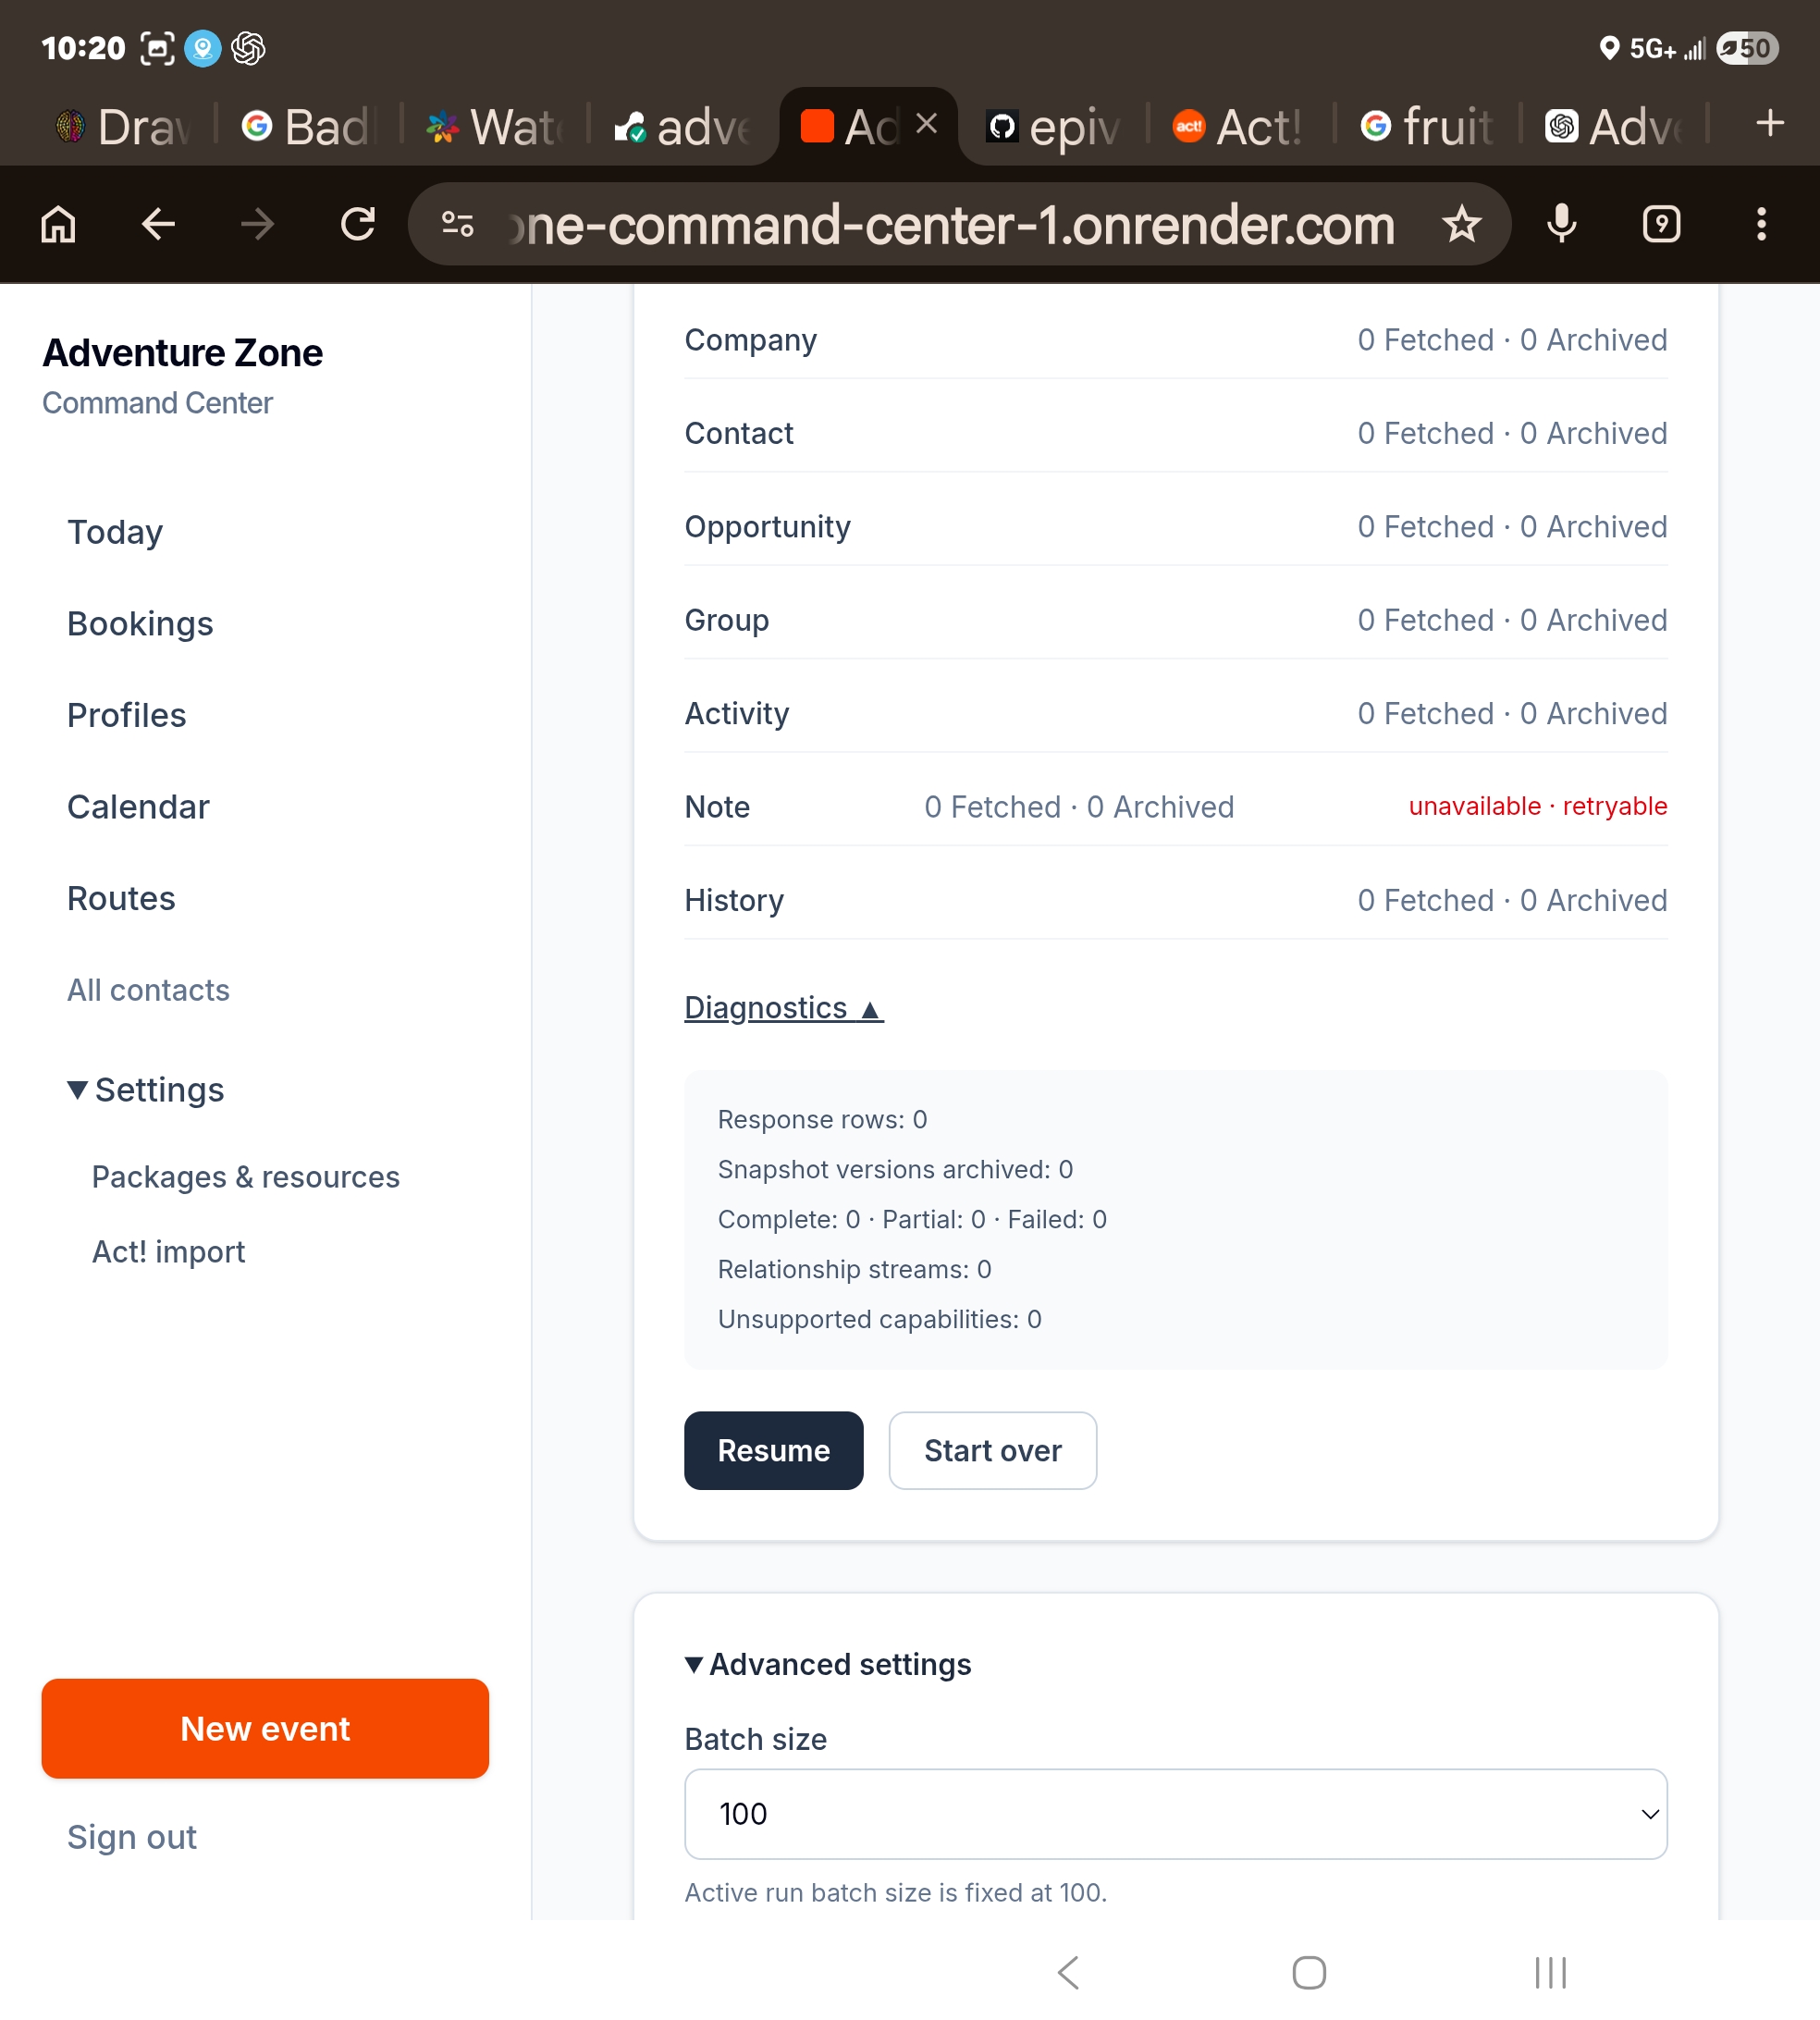 10:20
5G+
50
Draw
Bad
Wat
adve
Ad
epiv
act! Act!
fruit
Adve
ne-command-center-1.onrender.com
9
Adventure Zone
Command Center
Today
Bookings
Profiles
Calendar
Routes
All contacts
▼ Settings
Packages & resources
Act! import
New event
Sign out
Company 0 Fetched · 0 Archived
Contact 0 Fetched · 0 Archived
Opportunity 0 Fetched · 0 Archived
Group 0 Fetched · 0 Archived
Activity 0 Fetched · 0 Archived
Note 0 Fetched · 0 Archived unavailable · retryable
History 0 Fetched · 0 Archived
Diagnostics ▲
Response rows: 0
Snapshot versions archived: 0
Complete: 0 · Partial: 0 · Failed: 0
Relationship streams: 0
Unsupported capabilities: 0
Resume
Start over
▼ Advanced settings
Batch size
100
Active run batch size is fixed at 100.